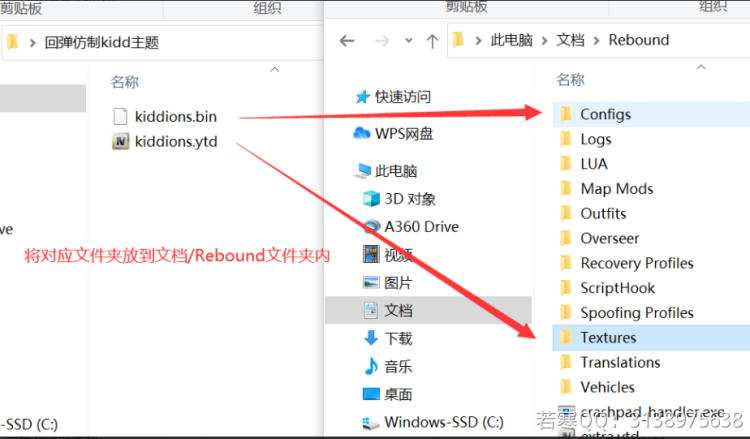 剪贴板
组织
回弹仿制kidd主题
名称
kiddions.bin
kiddions.ytd
将对应文件夹放到文档/Rebound文件夹内
ve
-SSD (C:)
剪贴板
组织
此电脑 > 文档 > Rebound
快速访问
WPS网盘
此电脑
3D 对象
A360 Drive
视频
图片
文档
下载
音乐
桌面
Windows-SSD (C:)
名称
Configs
Logs
LUA
Map Mods
Outfits
Overseer
Recovery Profiles
ScriptHook
Spoofing Profiles
Textures
Translations
Vehicles
crashpad_handler.exe
extra.ytd
若寒QQ：3138975638